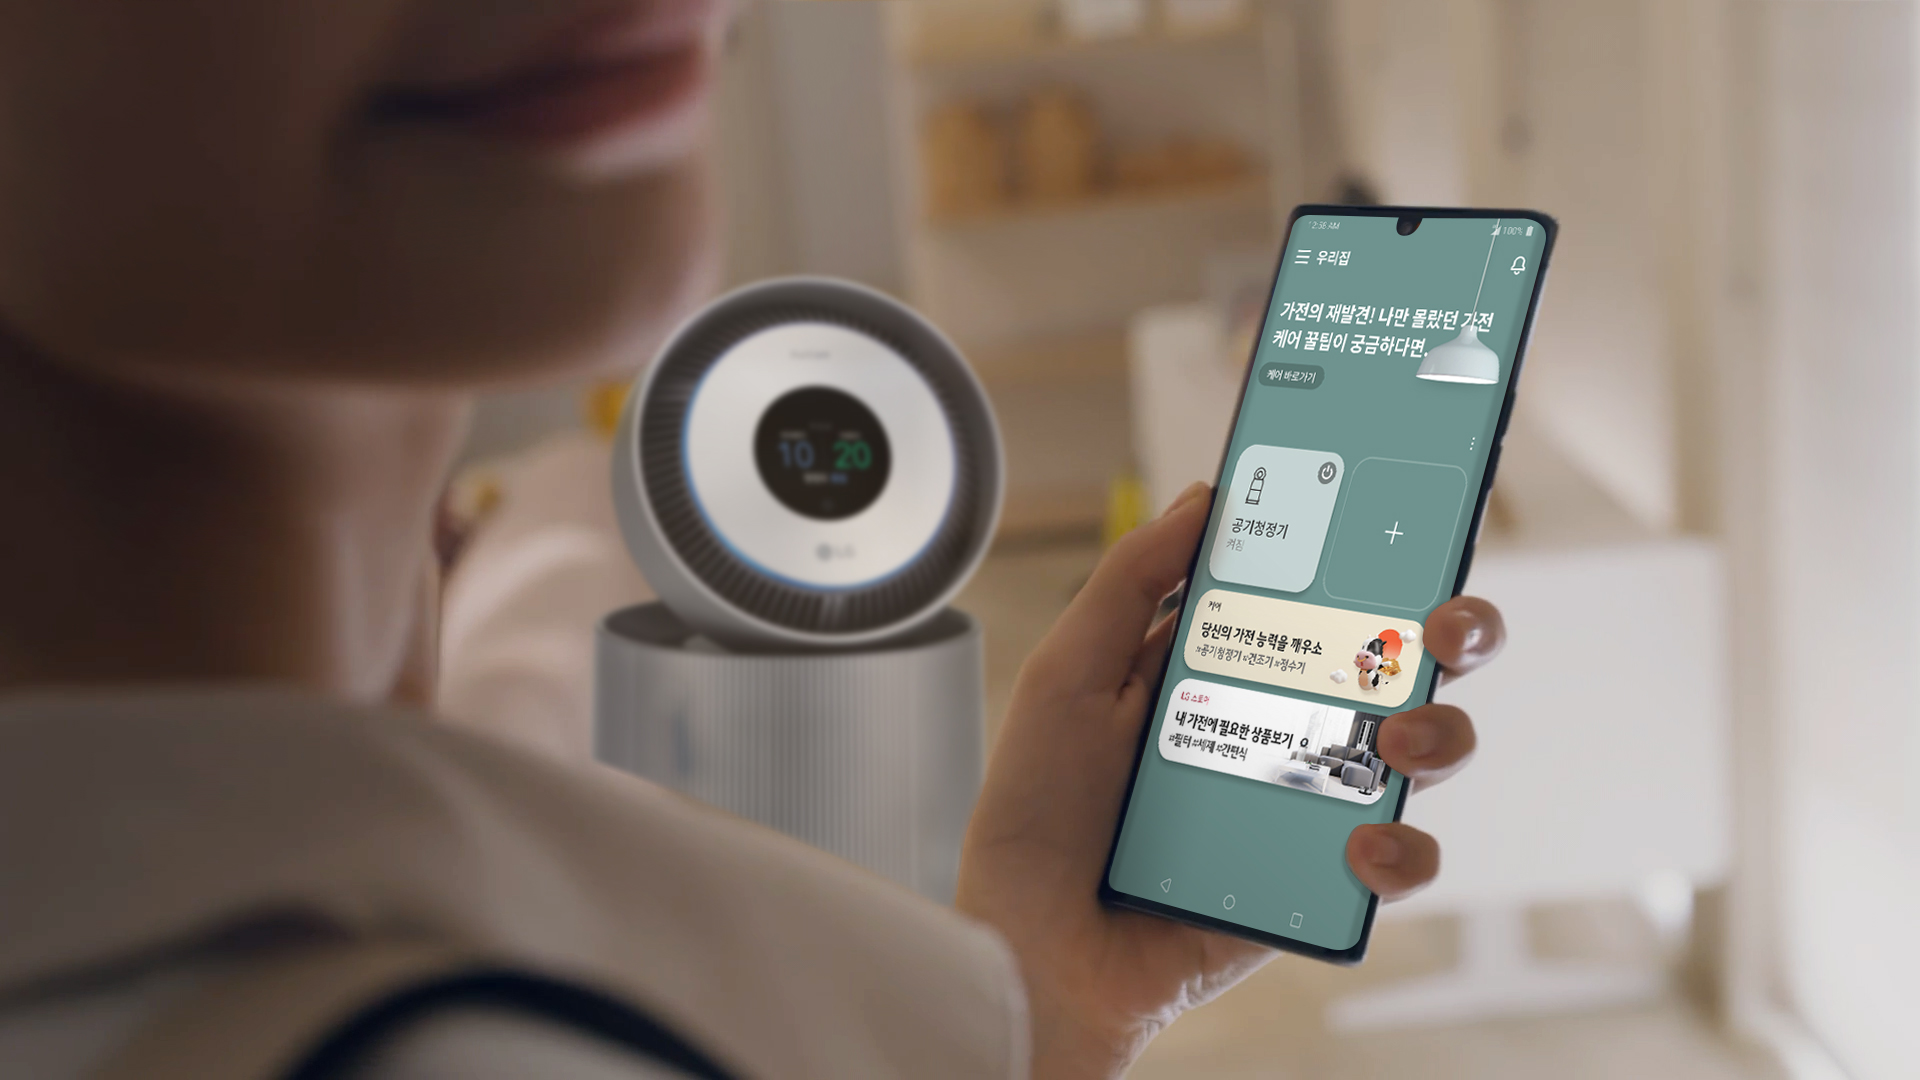 12:36 AM
100%
우리집
가전의 재발견! 나만 몰랐던 가전
케어 꿀팁이 궁금하다면.
케어 바로가기
공기청정기
켜짐
케어
당신의 가전 능력을 깨우소
#공기청정기 #건조기 #정수기
LG 스토어
내 가전에 필요한 상품보기
#필터 #세제 #간편식
10 20
LG